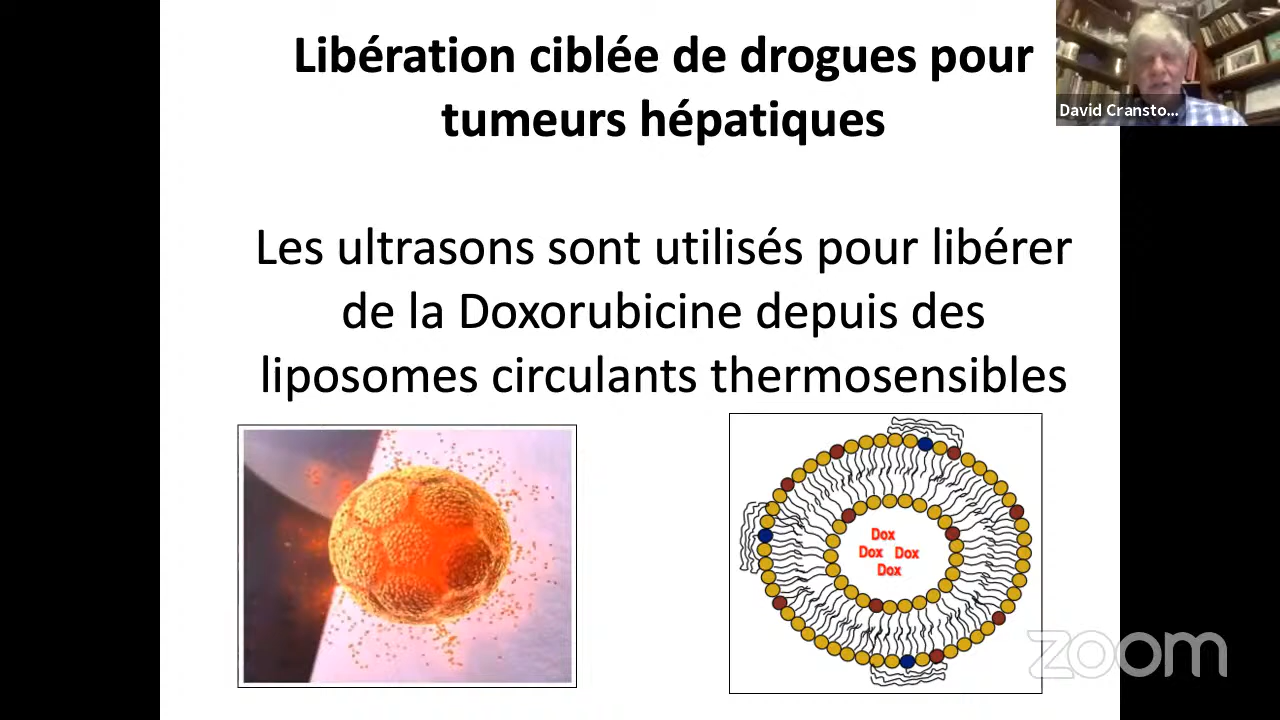 Libération ciblée de drogues pour
tumeurs hépatiques
David Cransto...
Les ultrasons sont utilisés pour libérer
de la Doxorubicine depuis des
liposomes circulants thermosensibles
Dox
Dox Dox
Dox
zoom